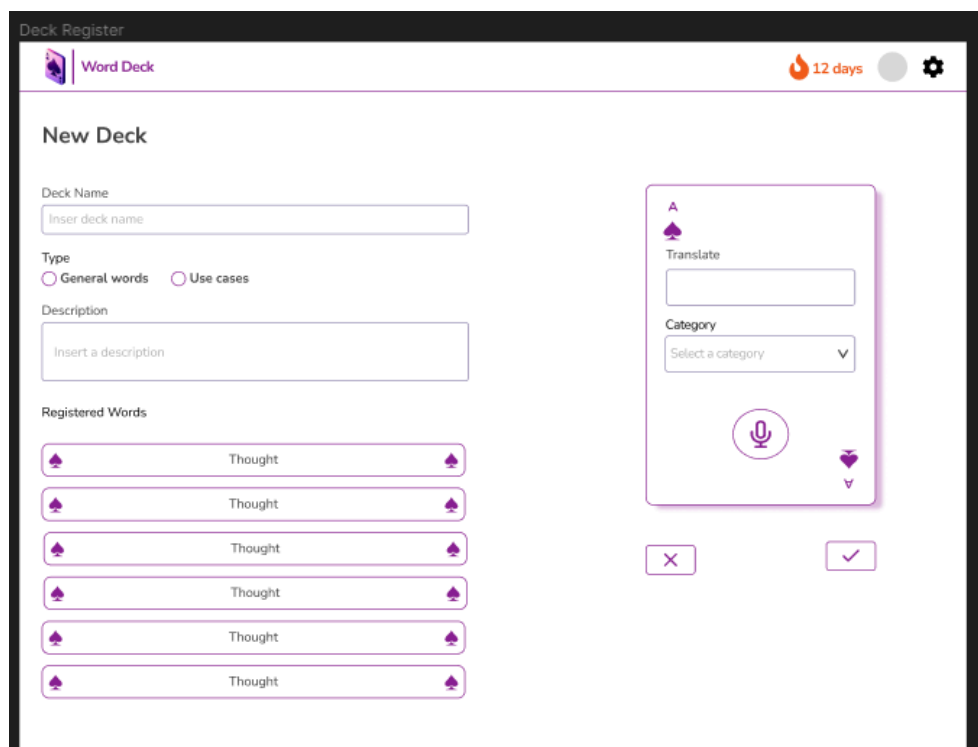 Deck Register
Word Deck
12 days
New Deck
Deck Name
Inser deck name
Type
General words
Use cases
Description
Insert a description
Registered Words
Thought
Thought
Thought
Thought
Thought
Thought
A
Translate
Category
Select a category
A